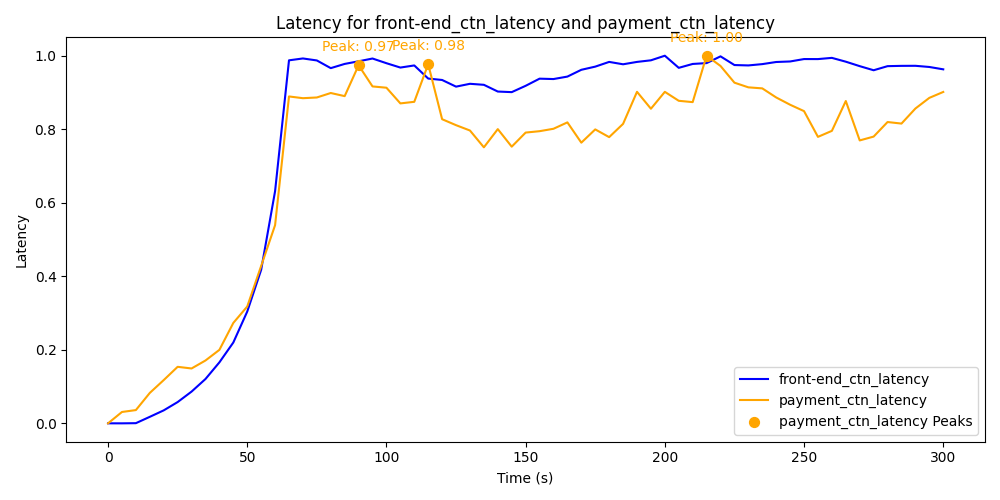 Latency for front-end_ctn_latency and payment_ctn_latency
Peak: 0.97
Peak: 0.98
Peak: 1.00
Latency
1.0
0.8
0.6
0.4
0.2
0.0
front-end_ctn_latency
payment_ctn_latency
payment_ctn_latency Peaks
0 50 100 150 200 250 300
Time (s)